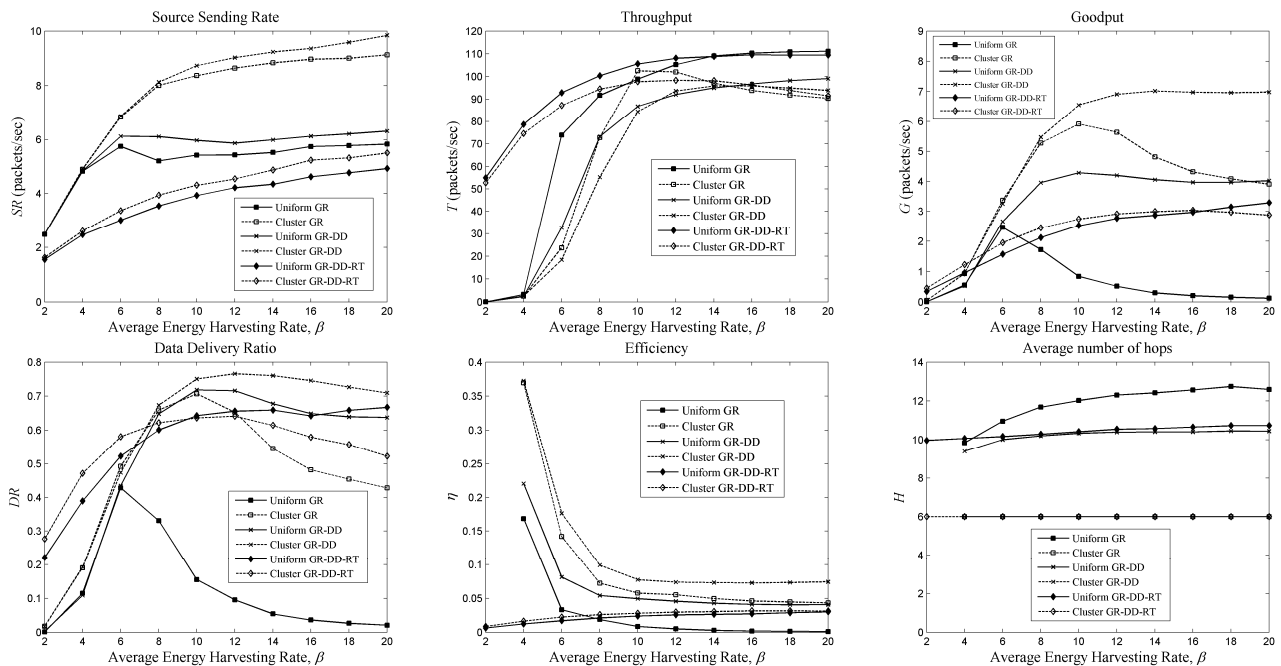 Source Sending Rate
10
8
6
4
2
0
SR (packets/sec)
2 4 6 8 10 12 14 16 18 20
Average Energy Harvesting Rate, β
Uniform GR
Cluster GR
Uniform GR-DD
Cluster GR-DD
Uniform GR-DD-RT
Cluster GR-DD-RT
Throughput
120
110
100
90
80
70
60
50
40
30
20
10
0
T (packets/sec)
2 4 6 8 10 12 14 16 18 20
Average Energy Harvesting Rate, β
Uniform GR
Cluster GR
Uniform GR-DD
Cluster GR-DD
Uniform GR-DD-RT
Cluster GR-DD-RT
Goodput
9
8
7
6
5
4
3
2
1
0
G (packets/sec)
2 4 6 8 10 12 14 16 18 20
Average Energy Harvesting Rate, β
Uniform GR
Cluster GR
Uniform GR-DD
Cluster GR-DD
Uniform GR-DD-RT
Cluster GR-DD-RT
Data Delivery Ratio
0.8
0.7
0.6
0.5
0.4
0.3
0.2
0.1
0
DR
2 4 6 8 10 12 14 16 18 20
Average Energy Harvesting Rate, β
Uniform GR
Cluster GR
Uniform GR-DD
Cluster GR-DD
Uniform GR-DD-RT
Cluster GR-DD-RT
Efficiency
0.4
0.35
0.3
0.25
0.2
0.15
0.1
0.05
0
η
2 4 6 8 10 12 14 16 18 20
Average Energy Harvesting Rate, β
Uniform GR
Cluster GR
Uniform GR-DD
Cluster GR-DD
Uniform GR-DD-RT
Cluster GR-DD-RT
Average number of hops
14
12
10
8
6
4
2
0
H
2 4 6 8 10 12 14 16 18 20
Average Energy Harvesting Rate, β
Uniform GR
Cluster GR
Uniform GR-DD
Cluster GR-DD
Uniform GR-DD-RT
Cluster GR-DD-RT